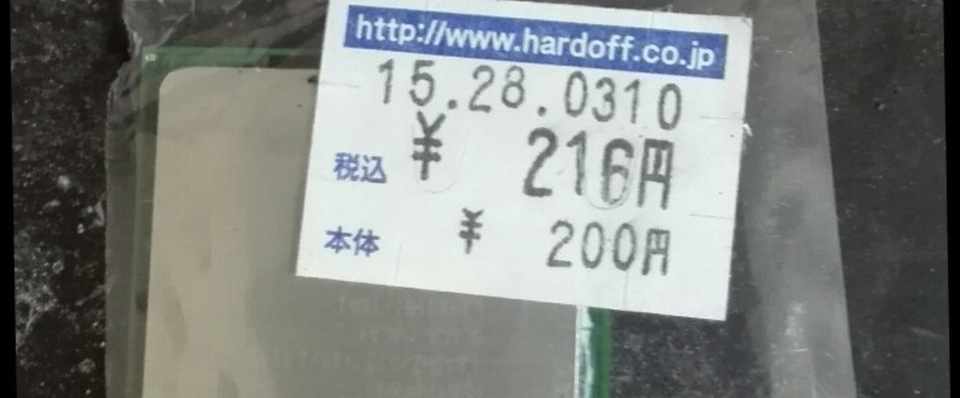 http://www.hardoff.co.jp
15.28.0310
税込 ¥ 216円
本体 ¥ 200円